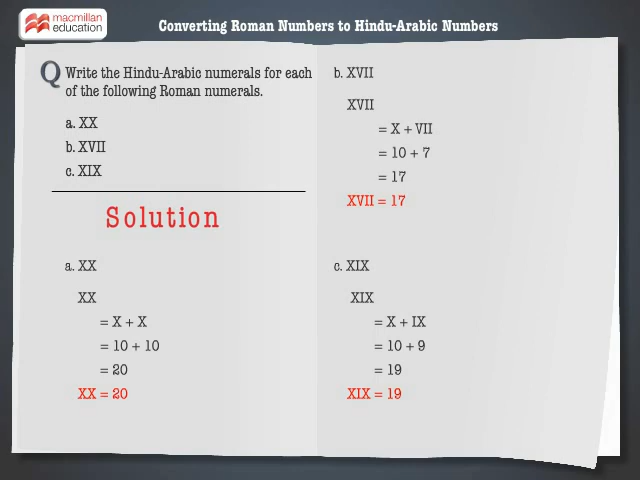 macmillan
education
Converting Roman Numbers to Hindu-Arabic Numbers
Q Write the Hindu-Arabic numerals for each
of the following Roman numerals.
a. XX
b. XVII
c. XIX
Solution
a. XX
XX
= X + X
= 10 + 10
= 20
XX = 20
b. XVII
XVII
= X + VII
= 10 + 7
= 17
XVII = 17
c. XIX
XIX
= X + IX
= 10 + 9
= 19
XIX = 19